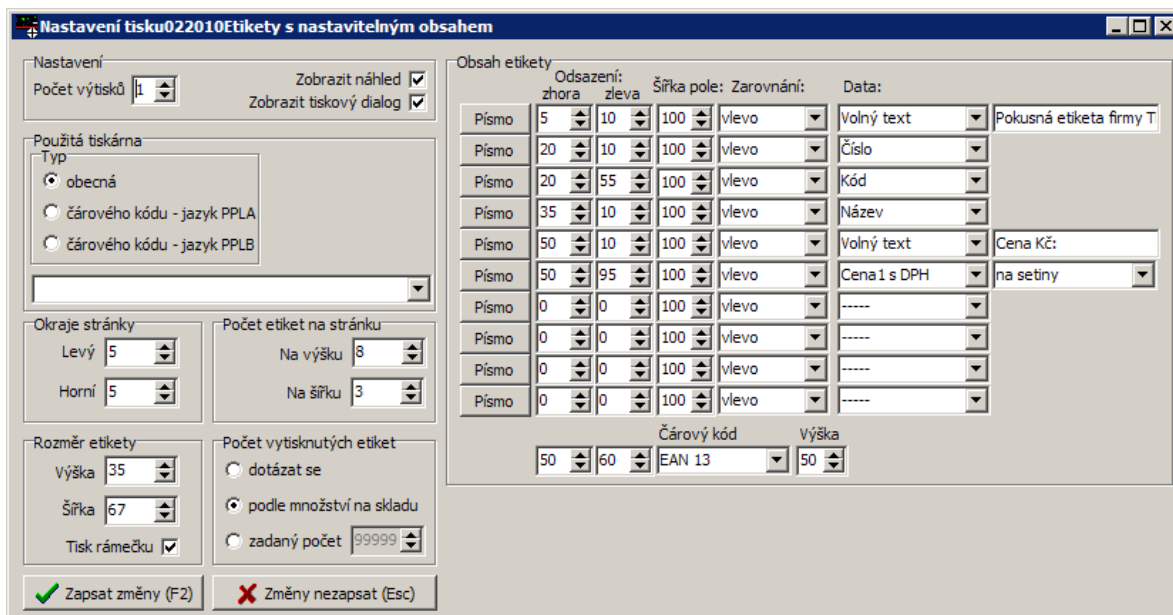 Nastavení tisku022010Etikety s nastavitelným obsahem
Nastavení
Počet výtisků 1
Zobrazit náhled
Zobrazit tiskový dialog
Použitá tiskárna
Typ
obecná
čárového kódu - jazyk PPLA
čárového kódu - jazyk PPLB
Okraje stránky
Levý 5
Horní 5
Počet etiket na stránku
Na výšku 8
Na šířku 3
Rozměr etikety
Výška 35
Šířka 67
Tisk rámečku
Počet vytisknutých etiket
dotázat se
podle množství na skladu
zadaný počet 99999
Zapsat změny (F2)
Změny nezapsat (Esc)
Obsah etikety
Odsazení:
zhora zleva Šířka pole: Zarovnání: Data:
Písmo 5 10 100 vlevo Volný text Pokusná etiketa firmy T
Písmo 20 10 100 vlevo Číslo
Písmo 20 55 100 vlevo Kód
Písmo 35 10 100 vlevo Název
Písmo 50 10 100 vlevo Volný text Cena Kč:
Písmo 50 95 100 vlevo Cena1 s DPH na setiny
Písmo 0 0 100 vlevo -----
Písmo 0 0 100 vlevo -----
Písmo 0 0 100 vlevo -----
Písmo 0 0 100 vlevo -----
Čárový kód Výška
50 60 EAN 13 50